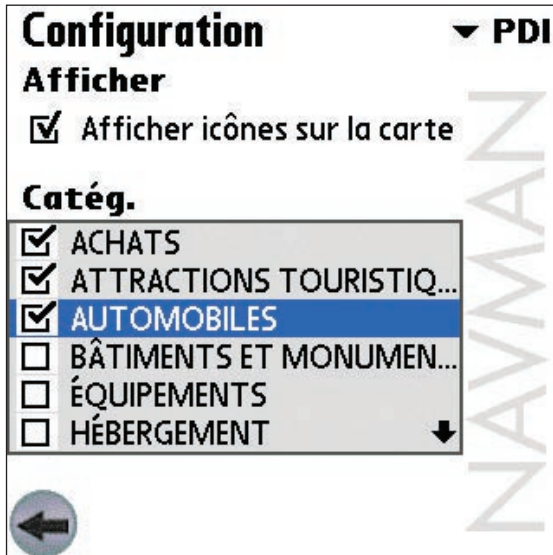 Configuration
PDI
Afficher
Afficher icônes sur la carte
Catég.
ACHATS
ATTRACTIONS TOURISTIQ...
AUTOMOBILES
BÂTIMENTS ET MONUMEN...
ÉQUIPEMENTS
HÉBERGEMENT
NAVMAN